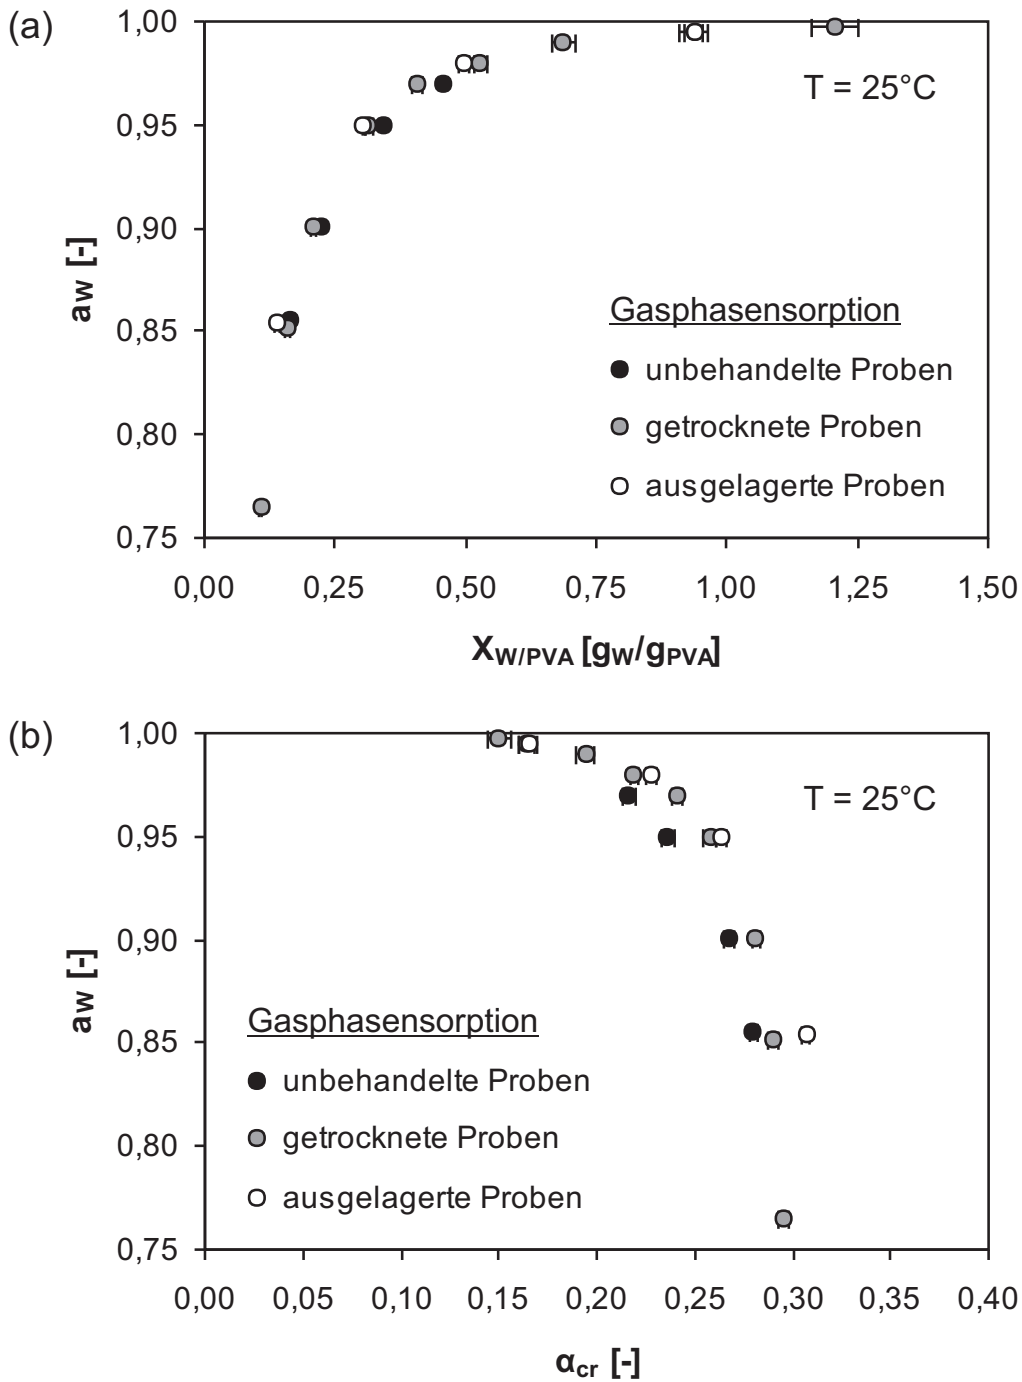 (a)
1,00
0,95
0,90
0,85
0,80
0,75
aw [-]
T = 25°C
Gasphasensorption
unbehandelte Proben
getrocknete Proben
ausgelagerte Proben
0,00 0,25 0,50 0,75 1,00 1,25 1,50
XW/PVA [gW/gPVA]
(b)
1,00
0,95
0,90
0,85
0,80
0,75
aw [-]
T = 25°C
Gasphasensorption
unbehandelte Proben
getrocknete Proben
ausgelagerte Proben
0,00 0,05 0,10 0,15 0,20 0,25 0,30 0,35 0,40
αcr [-]